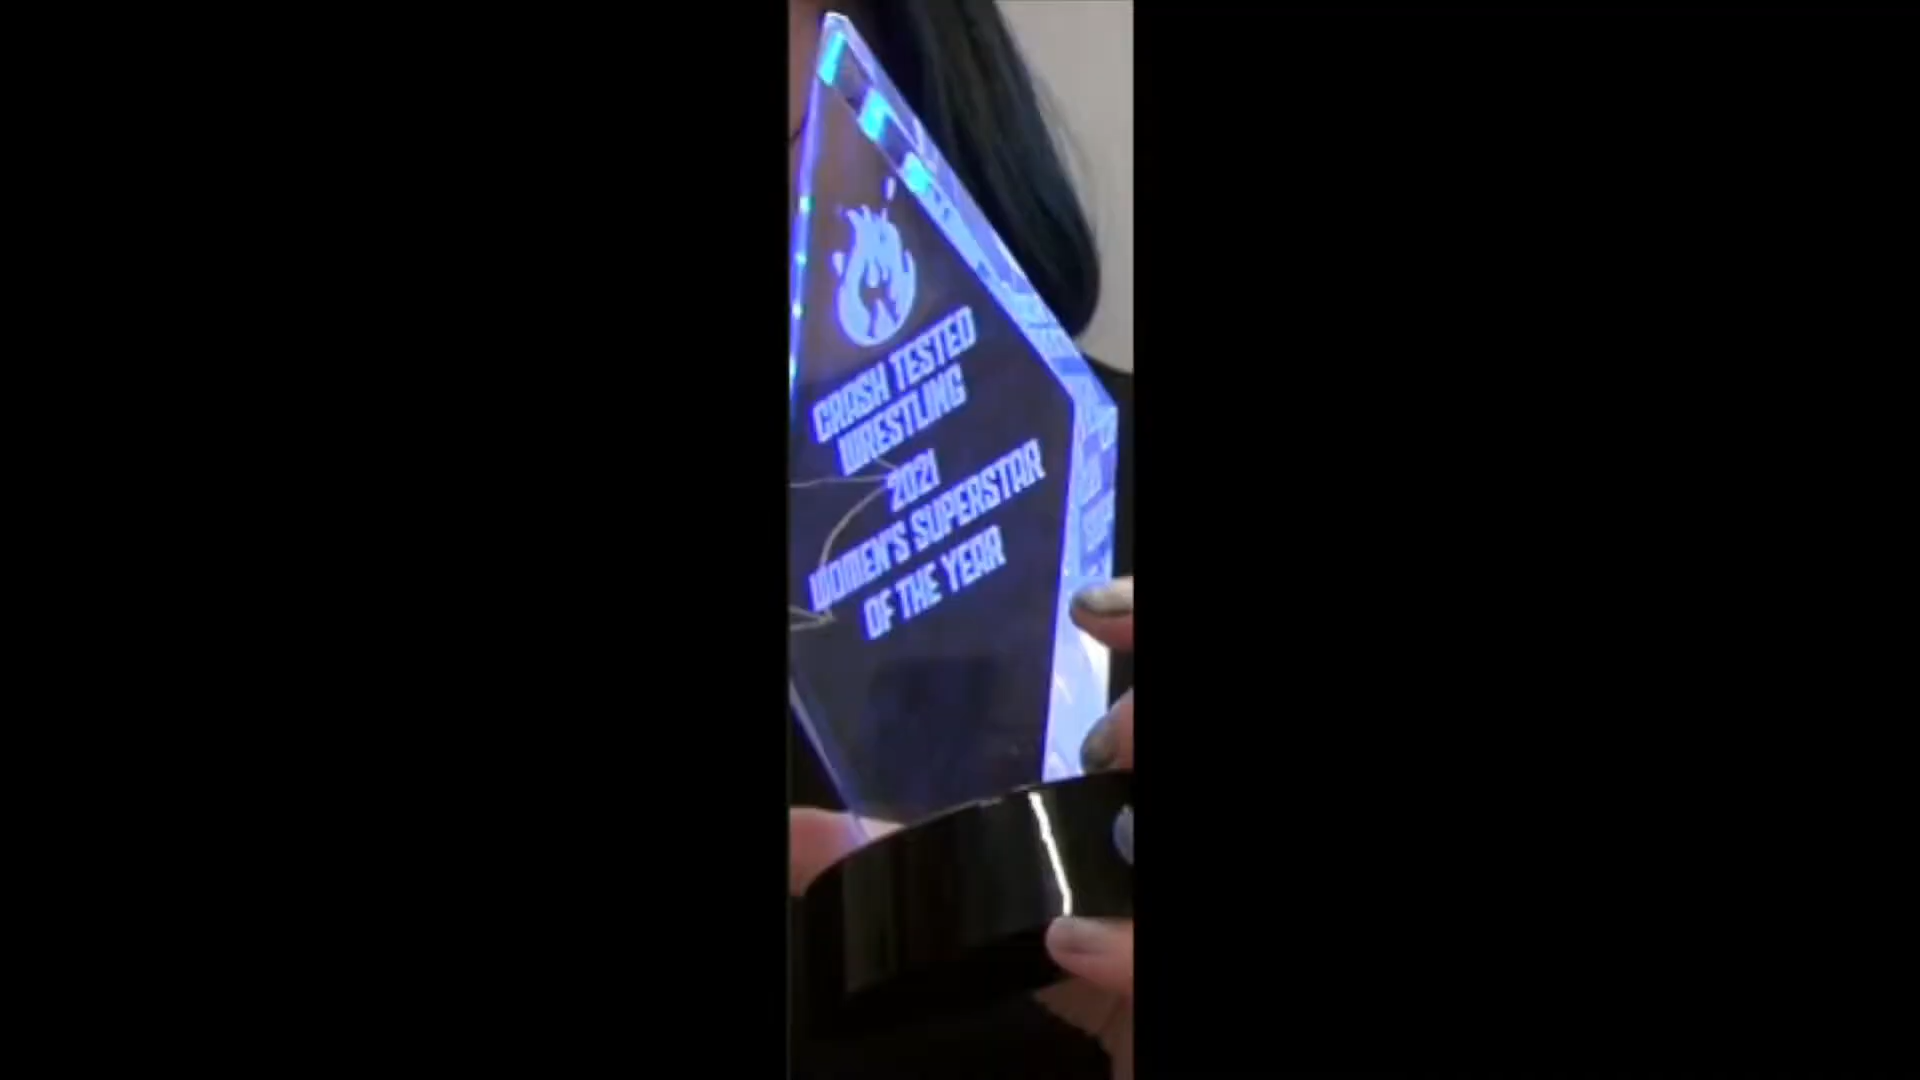 CRASH TESTED
WRESTLING
2021
WOMEN'S SUPERSTAR
OF THE YEAR